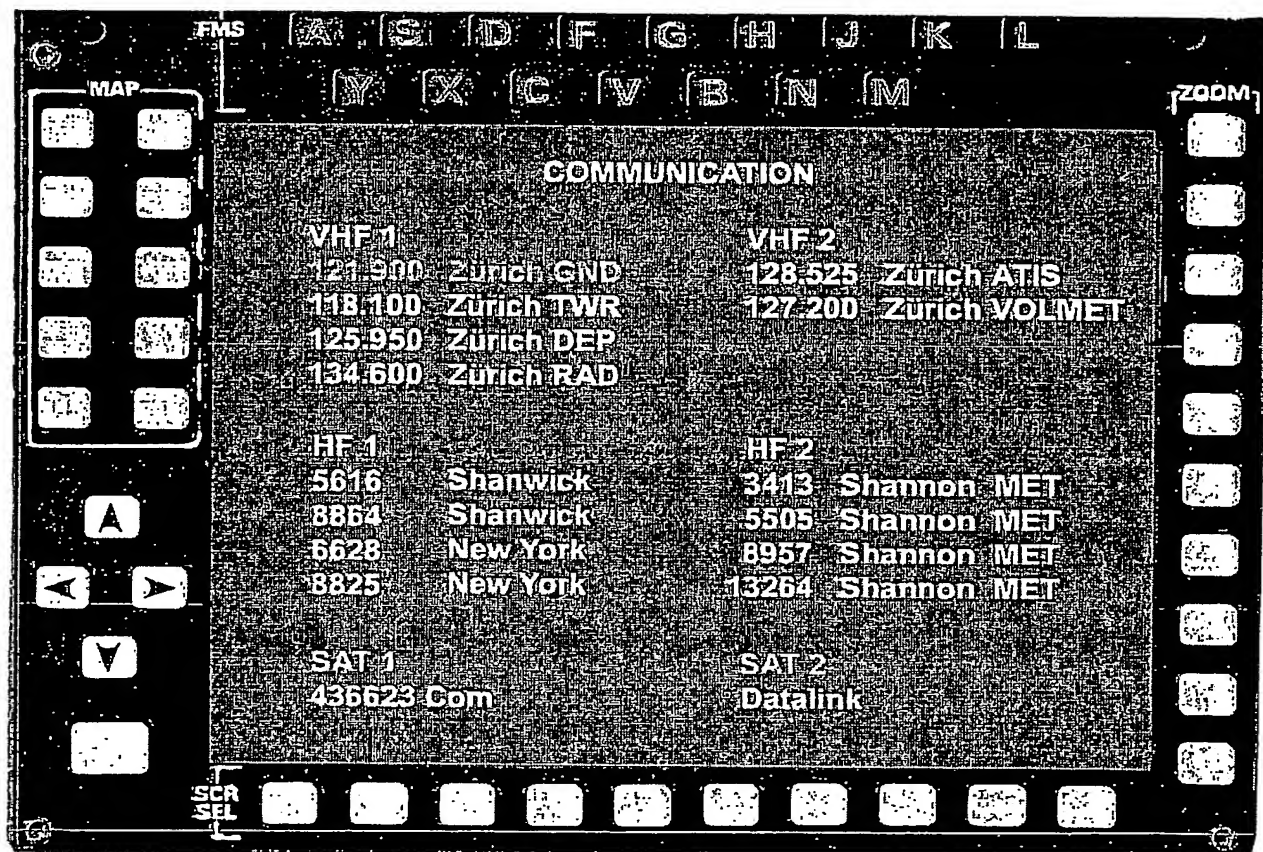 FMS A S D F G H J K L
Y X C V B N M
MAP
ZOOM
COMMUNICATION
VHF 1
121.900 Zürich GND
118.100 Zürich TWR
125.950 Zürich DEP
134.600 Zürich RAD
VHF 2
128.525 Zürich ATIS
127.200 Zürich VOLMET
HF 1
5616 Shanwick
8864 Shanwick
6628 New York
8825 New York
HF 2
3413 Shannon MET
5505 Shannon MET
8957 Shannon MET
13264 Shannon MET
SAT 1
436623 Com
SAT 2
Datalink
SCR
SEL